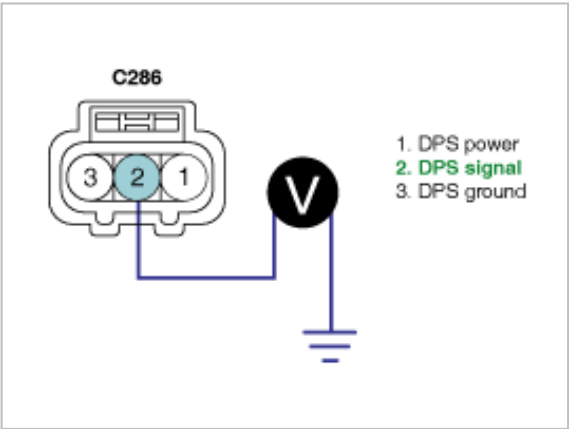 C286
3 2 1
V
1. DPS power
2. DPS signal
3. DPS ground